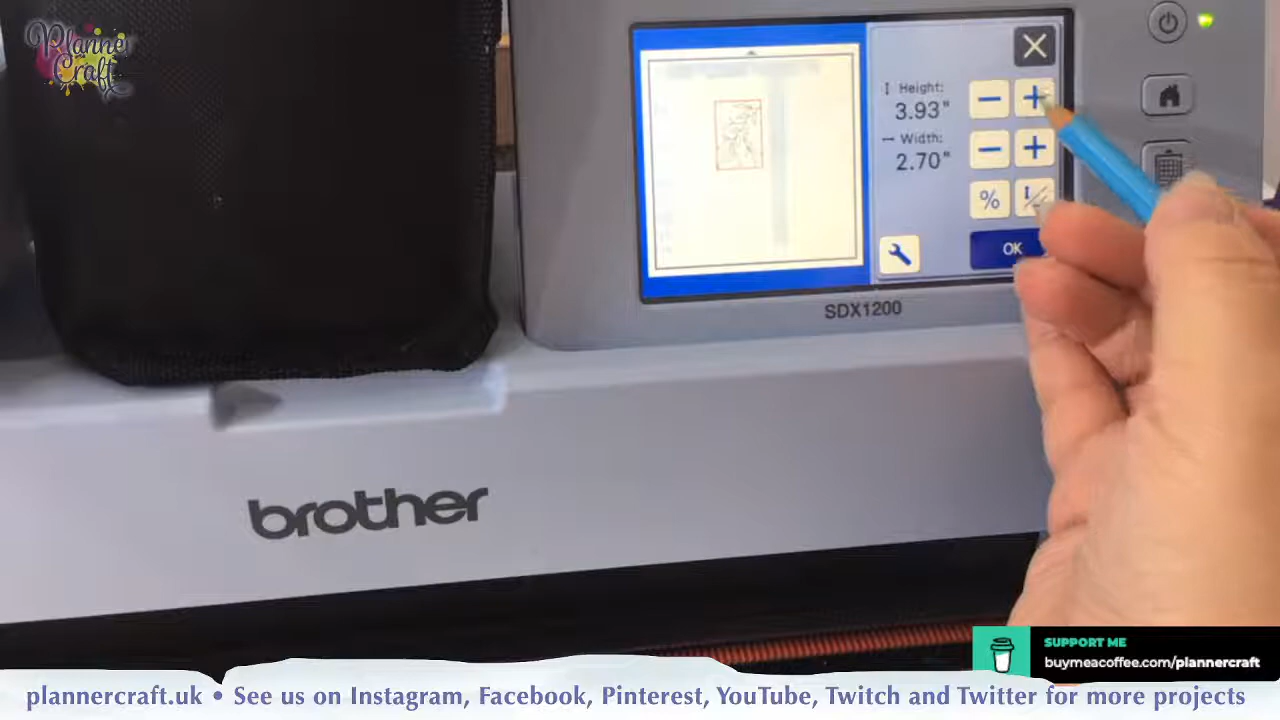 Planner
Craft
Height:
3.93"
Width:
2.70"
%
OK
SDX1200
brother
SUPPORT ME
buymeacoffee.com/plannercraft
plannercraft.uk • See us on Instagram, Facebook, Pinterest, YouTube, Twitch and Twitter for more projects